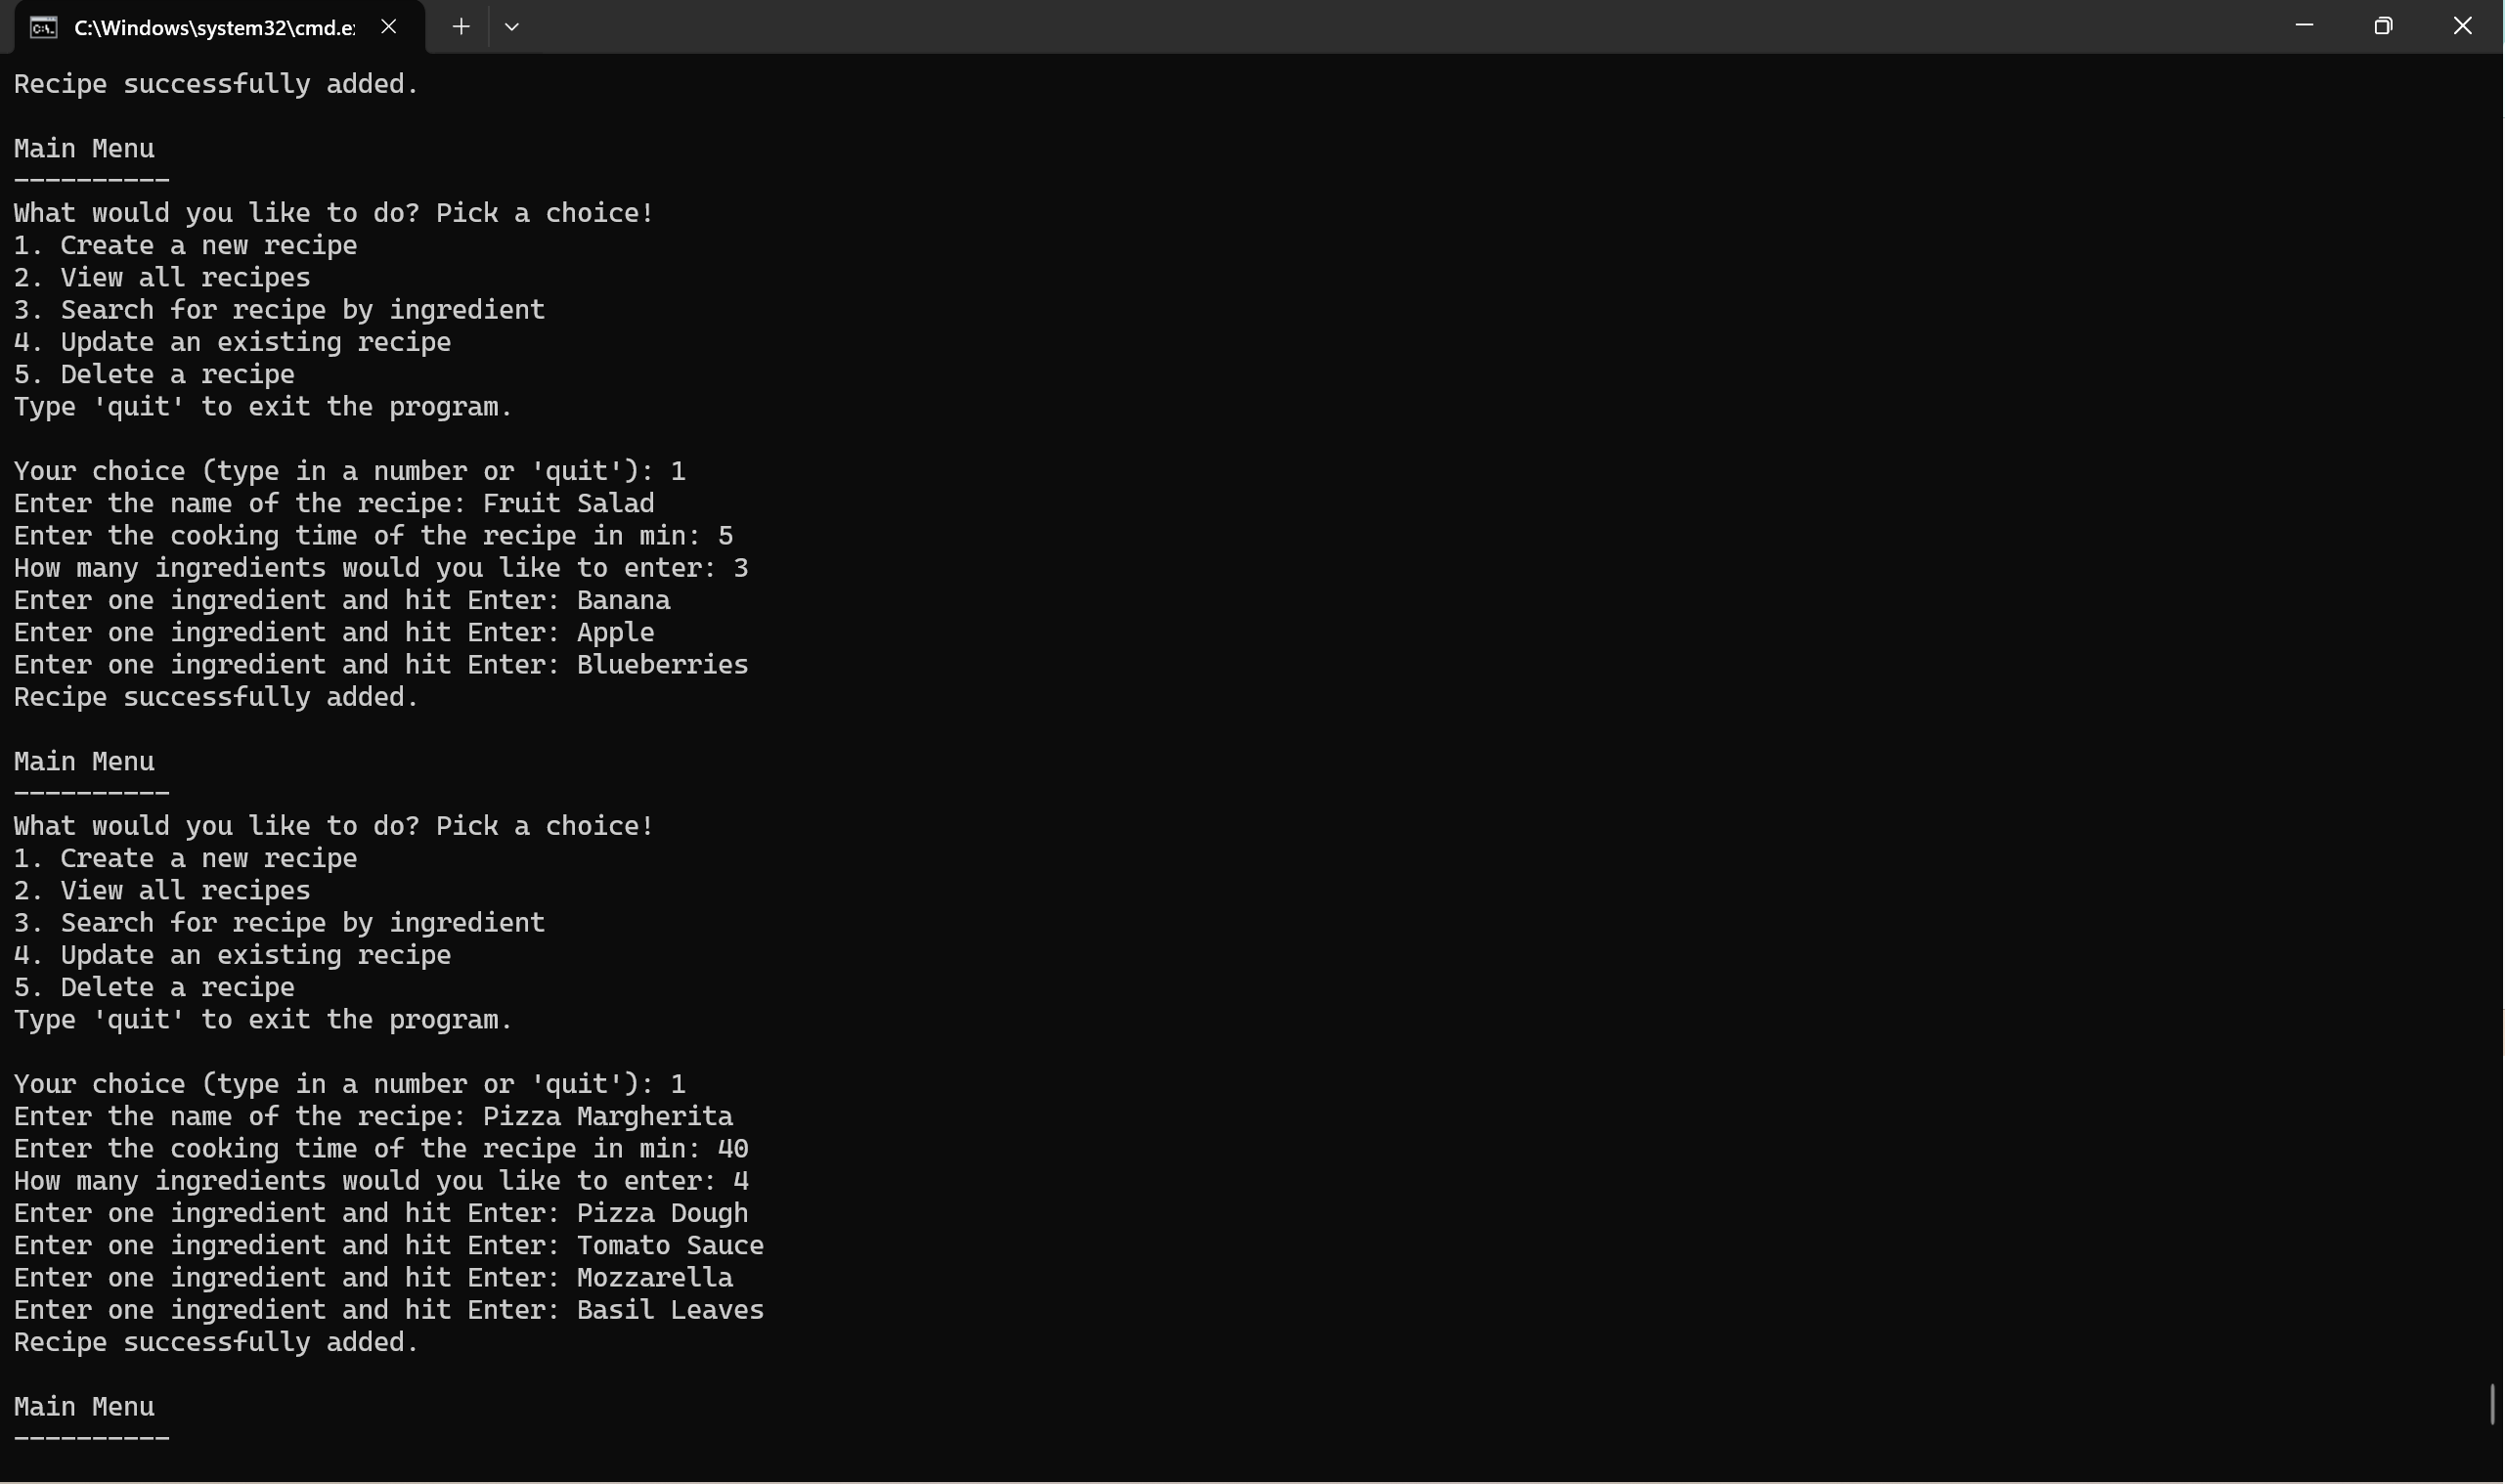 C:\Windows\system32\cmd.e
Recipe successfully added.
Main Menu
----------
What would you like to do? Pick a choice!
1. Create a new recipe
2. View all recipes
3. Search for recipe by ingredient
4. Update an existing recipe
5. Delete a recipe
Type 'quit' to exit the program.
Your choice (type in a number or 'quit'): 1
Enter the name of the recipe: Fruit Salad
Enter the cooking time of the recipe in min: 5
How many ingredients would you like to enter: 3
Enter one ingredient and hit Enter: Banana
Enter one ingredient and hit Enter: Apple
Enter one ingredient and hit Enter: Blueberries
Recipe successfully added.
Main Menu
----------
What would you like to do? Pick a choice!
1. Create a new recipe
2. View all recipes
3. Search for recipe by ingredient
4. Update an existing recipe
5. Delete a recipe
Type 'quit' to exit the program.
Your choice (type in a number or 'quit'): 1
Enter the name of the recipe: Pizza Margherita
Enter the cooking time of the recipe in min: 40
How many ingredients would you like to enter: 4
Enter one ingredient and hit Enter: Pizza Dough
Enter one ingredient and hit Enter: Tomato Sauce
Enter one ingredient and hit Enter: Mozzarella
Enter one ingredient and hit Enter: Basil Leaves
Recipe successfully added.
Main Menu
----------